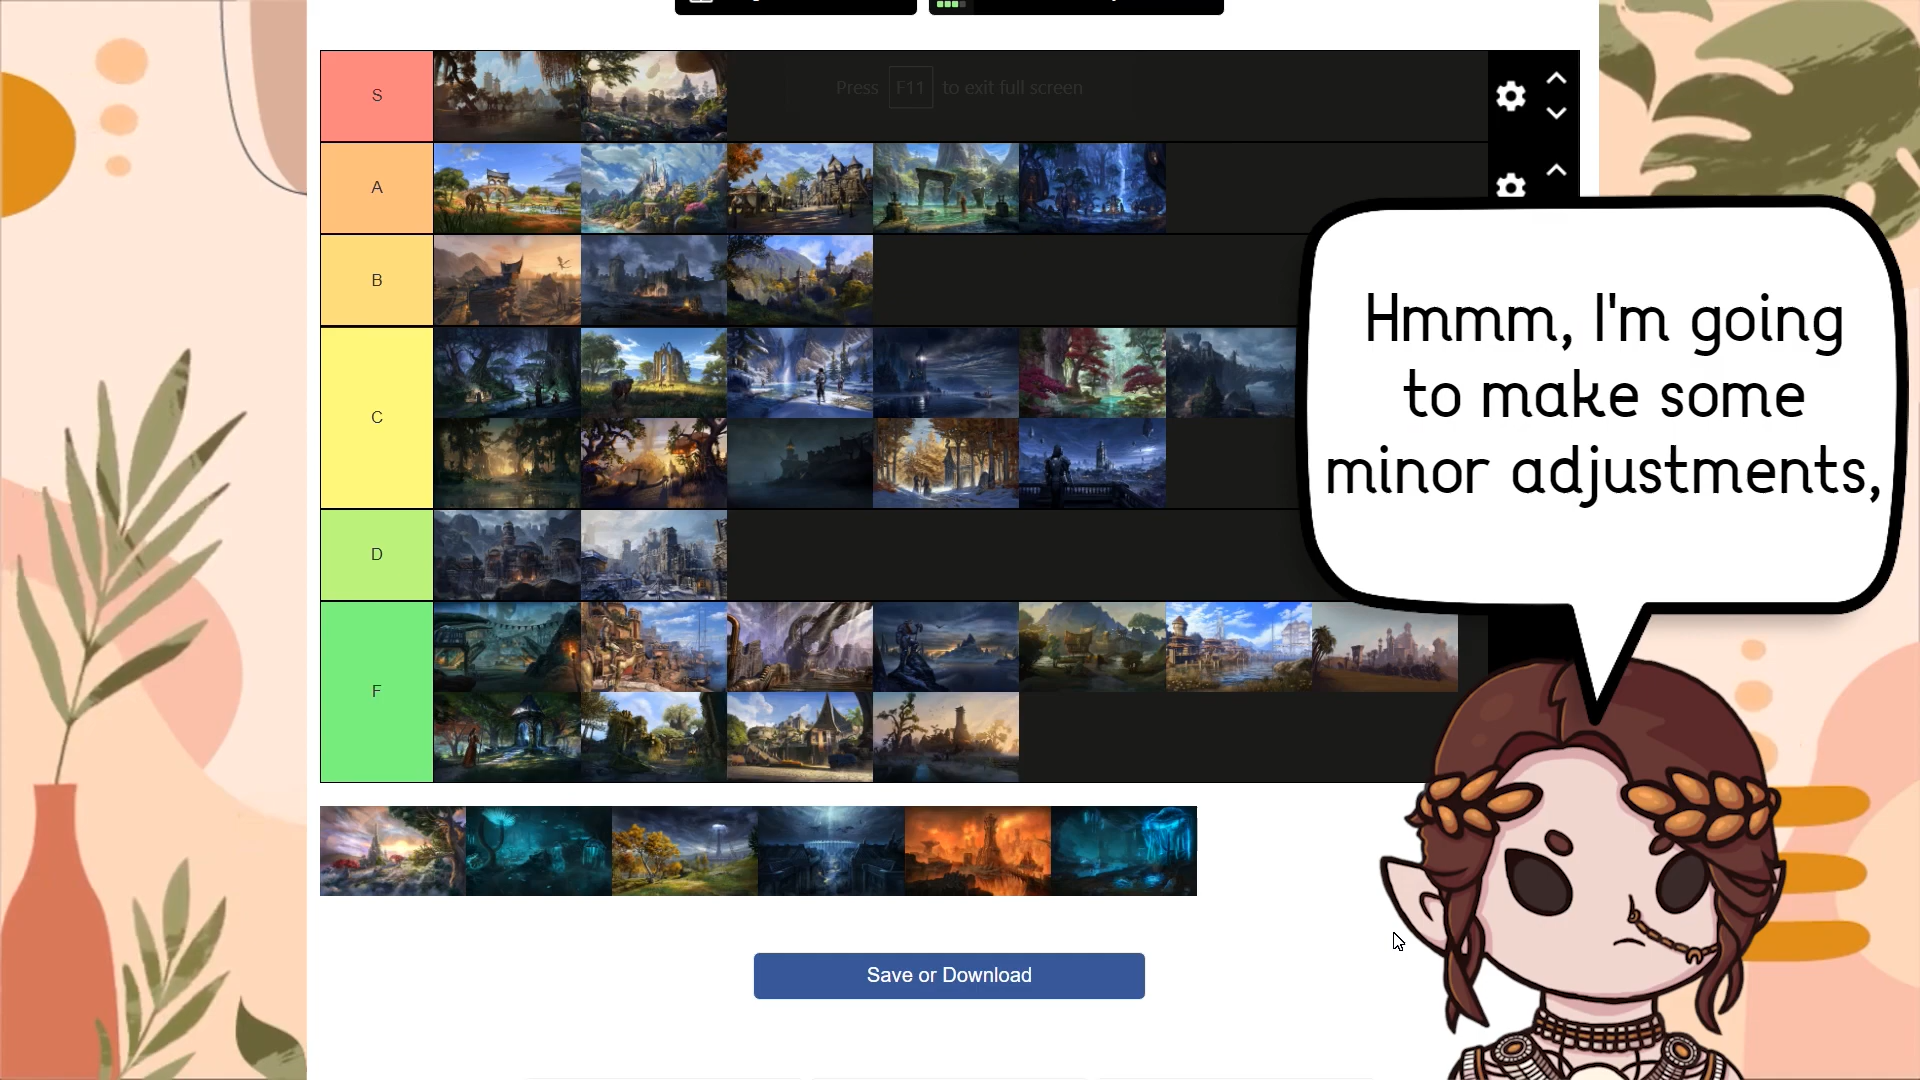 S
Press F11 to exit full screen
A
B
C
D
F
Hmmm, I'm going
to make some
minor adjustments,
Save or Download